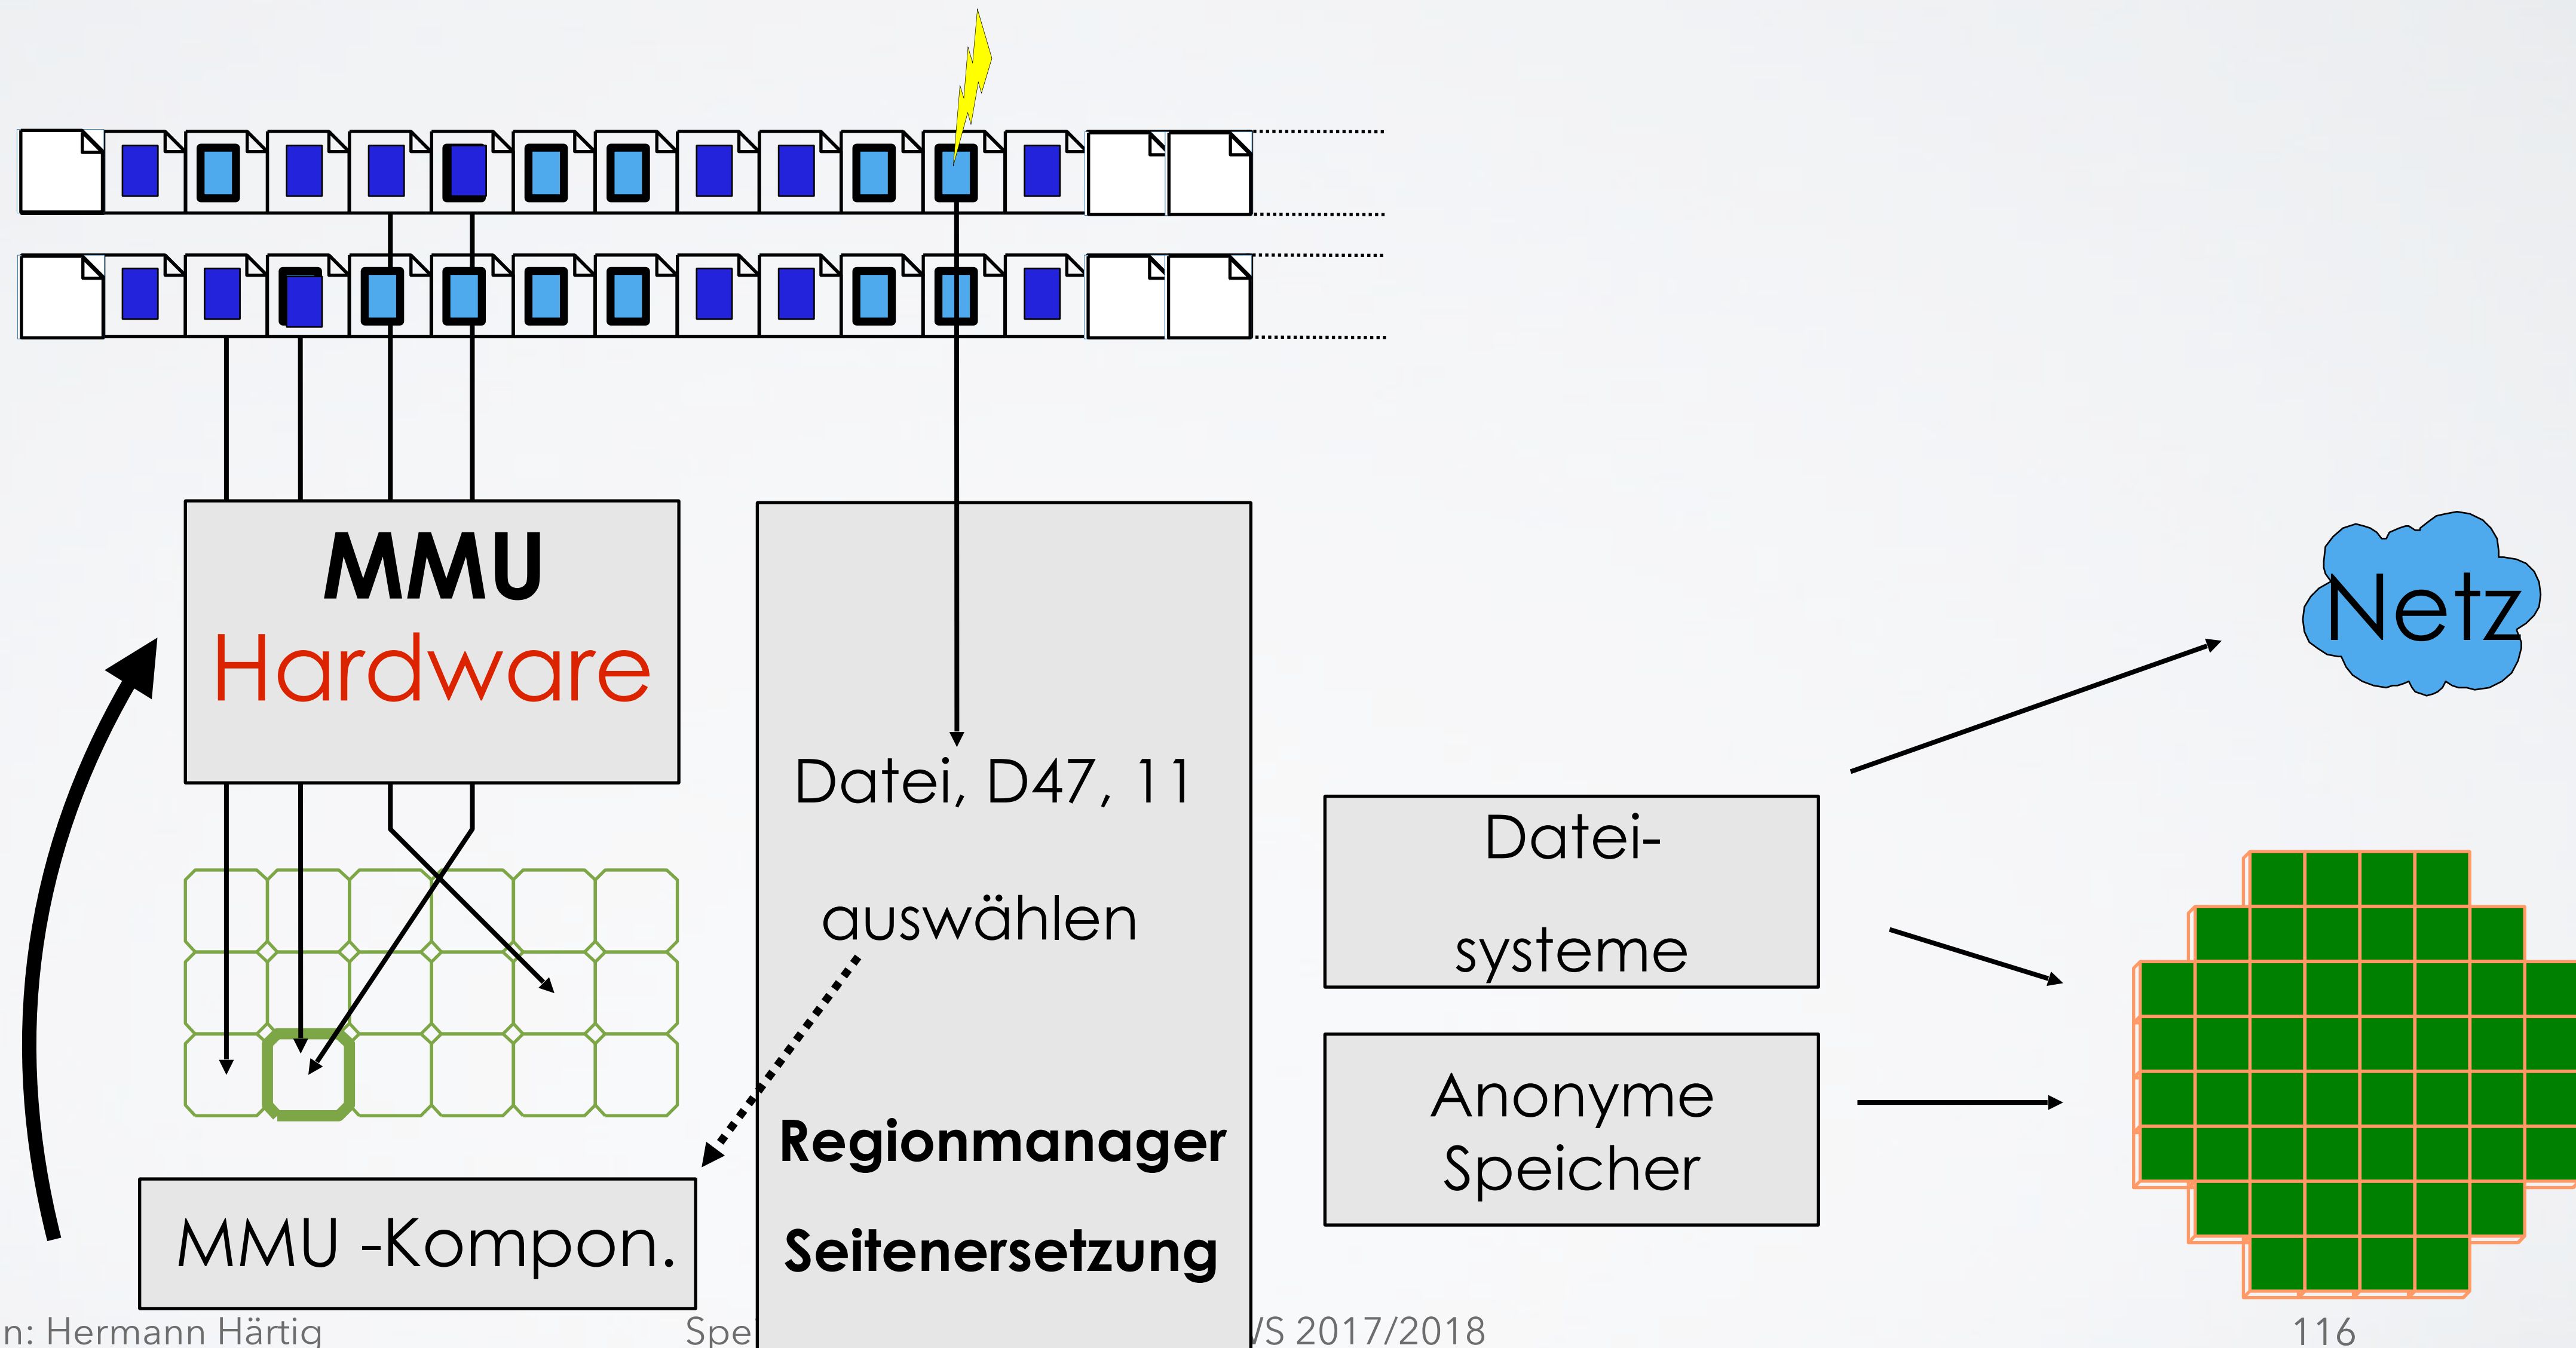 MMU
Hardware
Netz
Datei, D47, 11
auswählen
Regionmanager
Seitenersetzung
Datei-
systeme
Anonyme
Speicher
MMU -Kompon.
n: Hermann Härtig
2017/2018
116